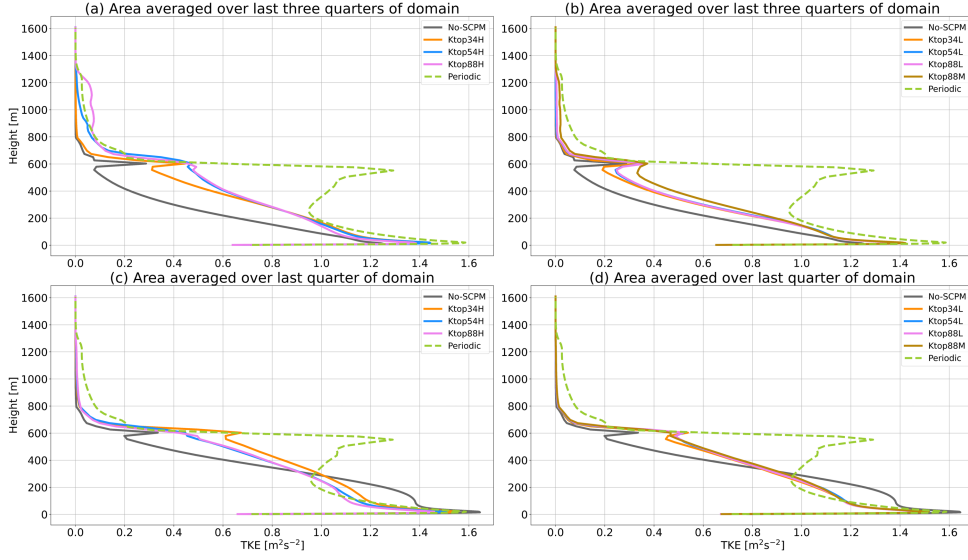 (a) Area averaged over last three quarters of domain
Height [m]
1600
1400
1200
1000
800
600
400
200
0
0.0 0.2 0.4 0.6 0.8 1.0 1.2 1.4 1.6
No-SCPM
Ktop34H
Ktop54H
Ktop88H
Periodic
(b) Area averaged over last three quarters of domain
1600
1400
1200
1000
800
600
400
200
0
0.0 0.2 0.4 0.6 0.8 1.0 1.2 1.4 1.6
No-SCPM
Ktop34L
Ktop54L
Ktop88L
Ktop88M
Periodic
(c) Area averaged over last quarter of domain
Height [m]
1600
1400
1200
1000
800
600
400
200
0
0.0 0.2 0.4 0.6 0.8 1.0 1.2 1.4 1.6
TKE [m²s⁻²]
No-SCPM
Ktop34H
Ktop54H
Ktop88H
Periodic
(d) Area averaged over last quarter of domain
1600
1400
1200
1000
800
600
400
200
0
0.0 0.2 0.4 0.6 0.8 1.0 1.2 1.4 1.6
TKE [m²s⁻²]
No-SCPM
Ktop34L
Ktop54L
Ktop88L
Ktop88M
Periodic